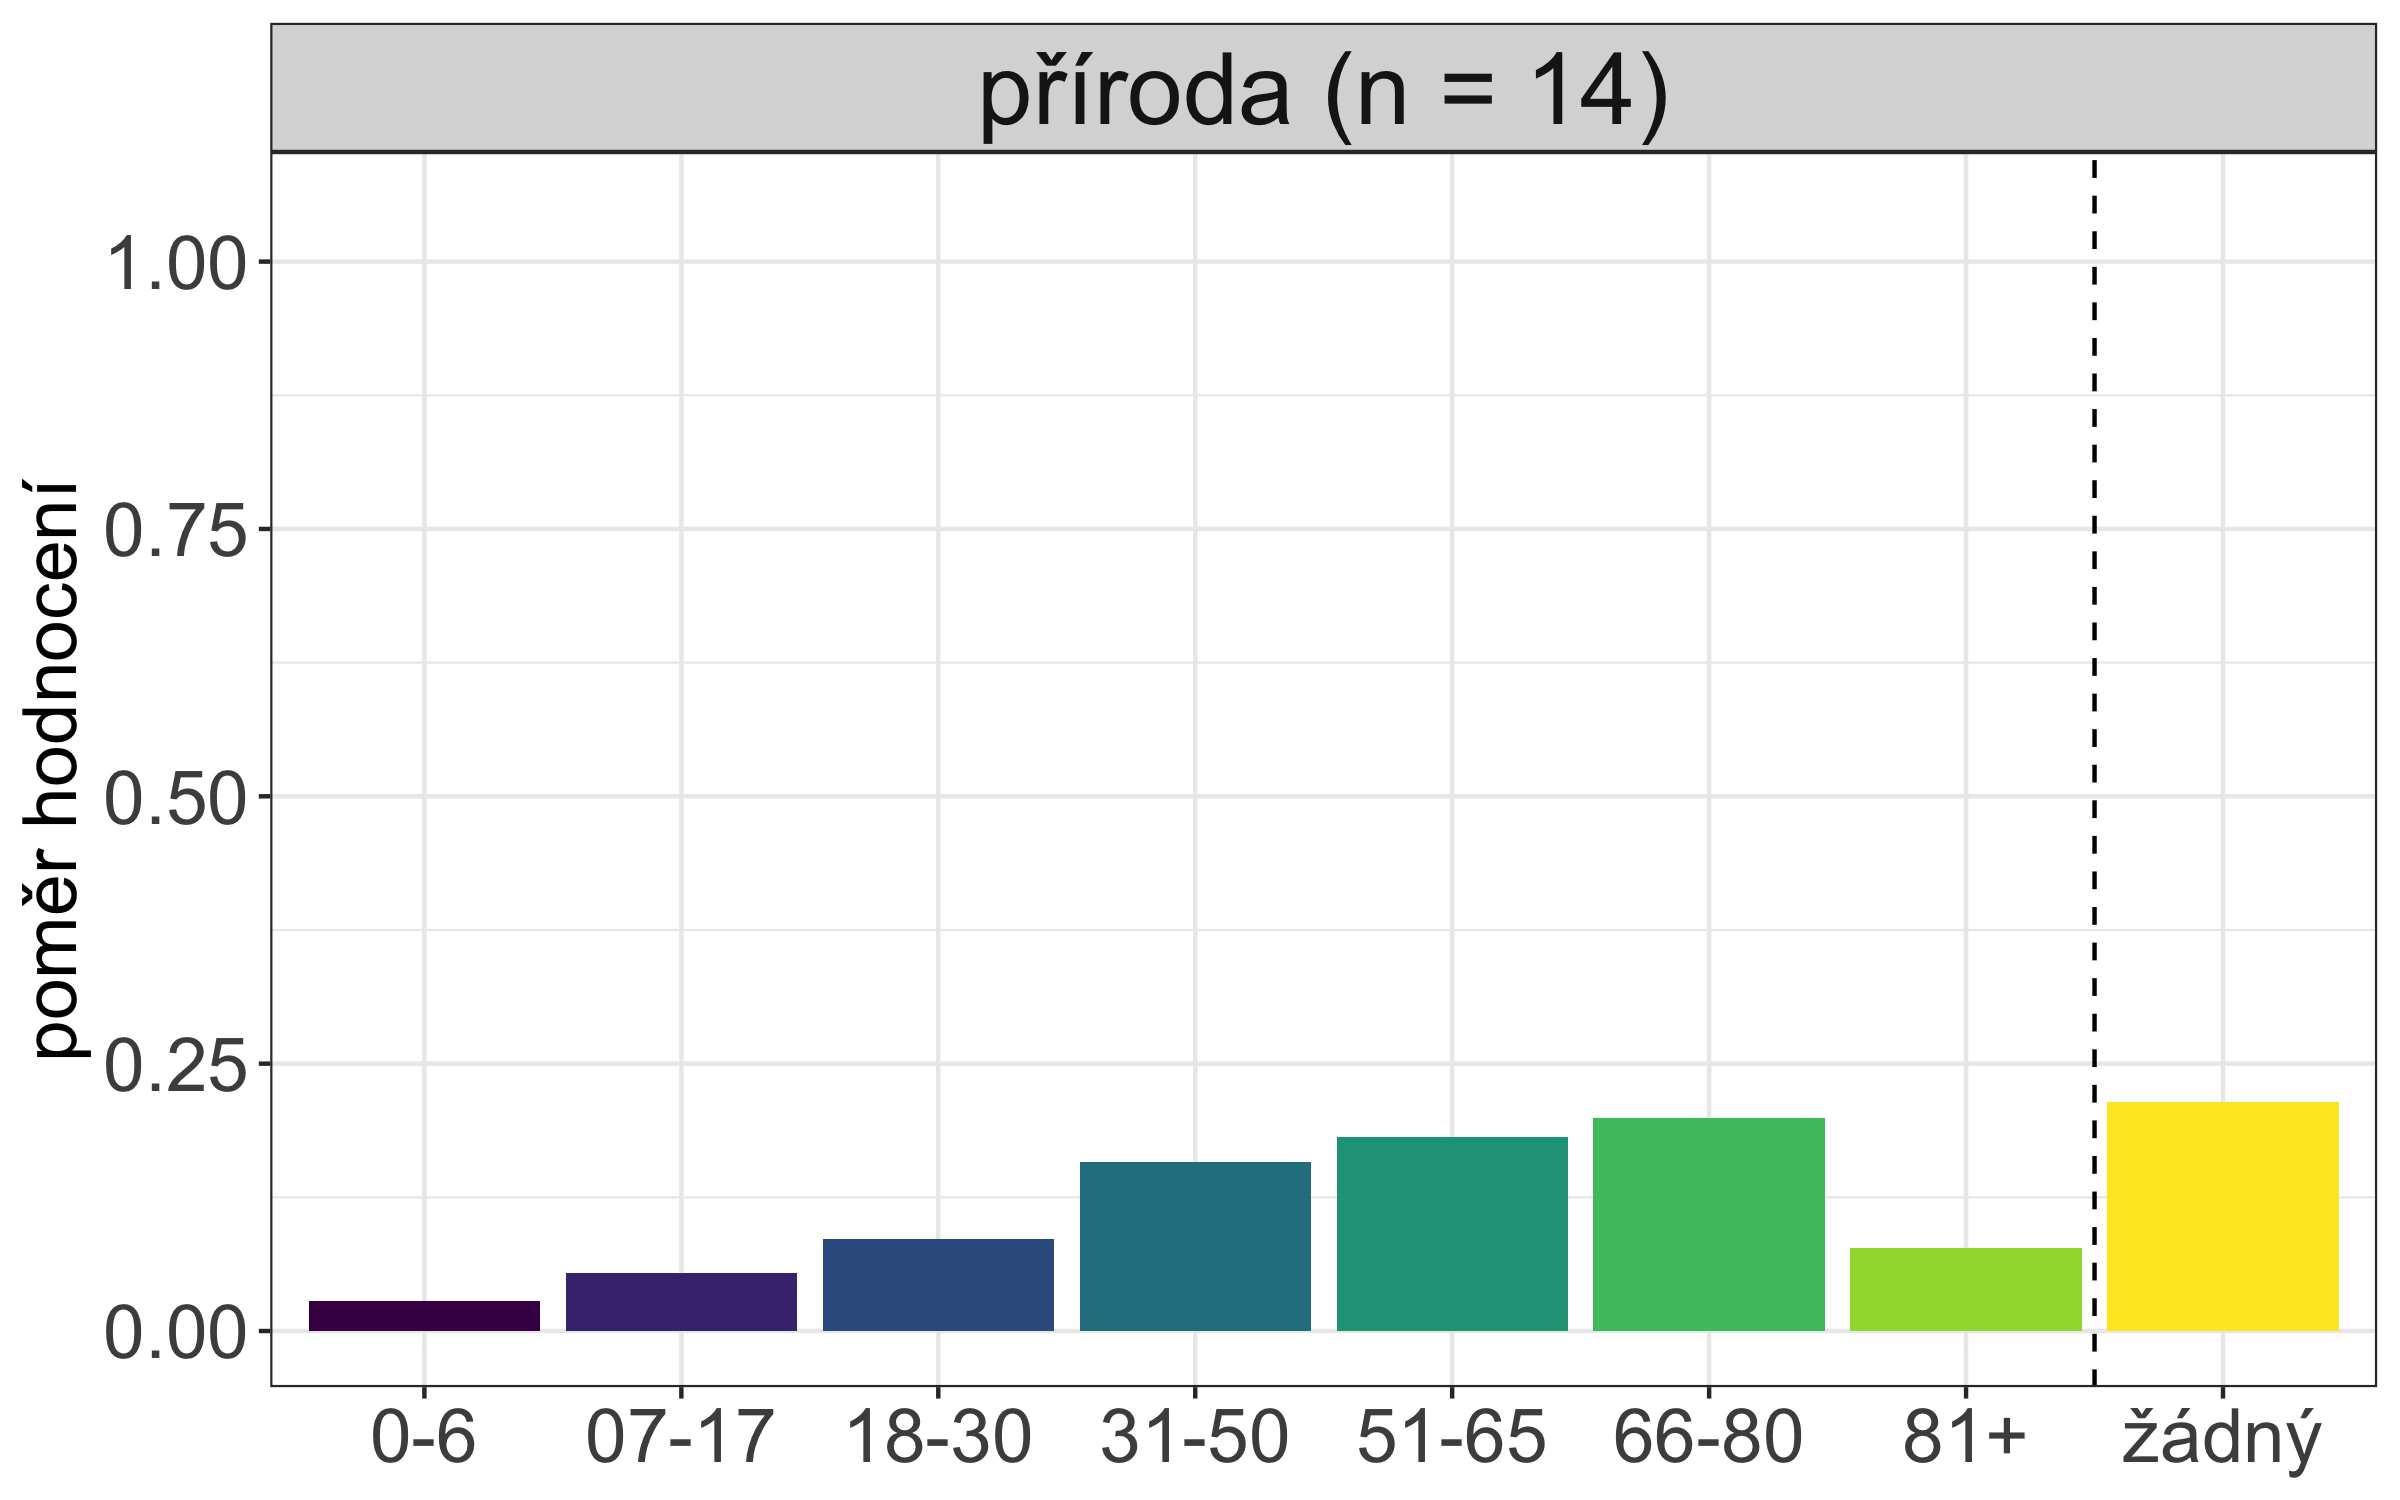 příroda (n = 14)
poměr hodnocení
1.00
0.75
0.50
0.25
0.00
0-6 07-17 18-30 31-50 51-65 66-80 81+ žádný